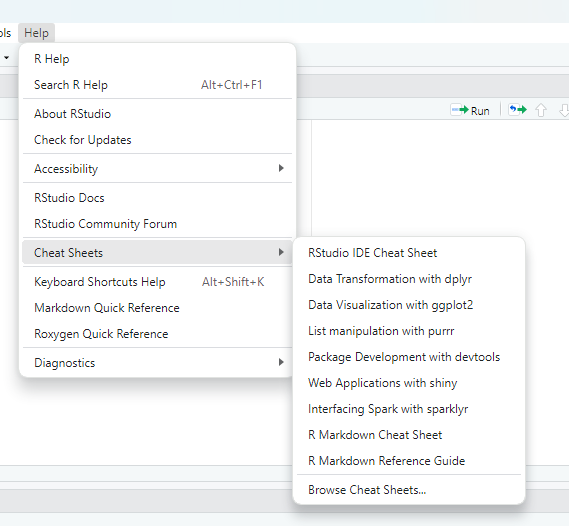 Help
R Help
Search R Help Alt+Ctrl+F1
About RStudio
Check for Updates
Run
Accessibility
RStudio Docs
RStudio Community Forum
Cheat Sheets
Keyboard Shortcuts Help Alt+Shift+K
Markdown Quick Reference
Roxygen Quick Reference
Diagnostics
RStudio IDE Cheat Sheet
Data Transformation with dplyr
Data Visualization with ggplot2
List manipulation with purrr
Package Development with devtools
Web Applications with shiny
Interfacing Spark with sparklyr
R Markdown Cheat Sheet
R Markdown Reference Guide
Browse Cheat Sheets...